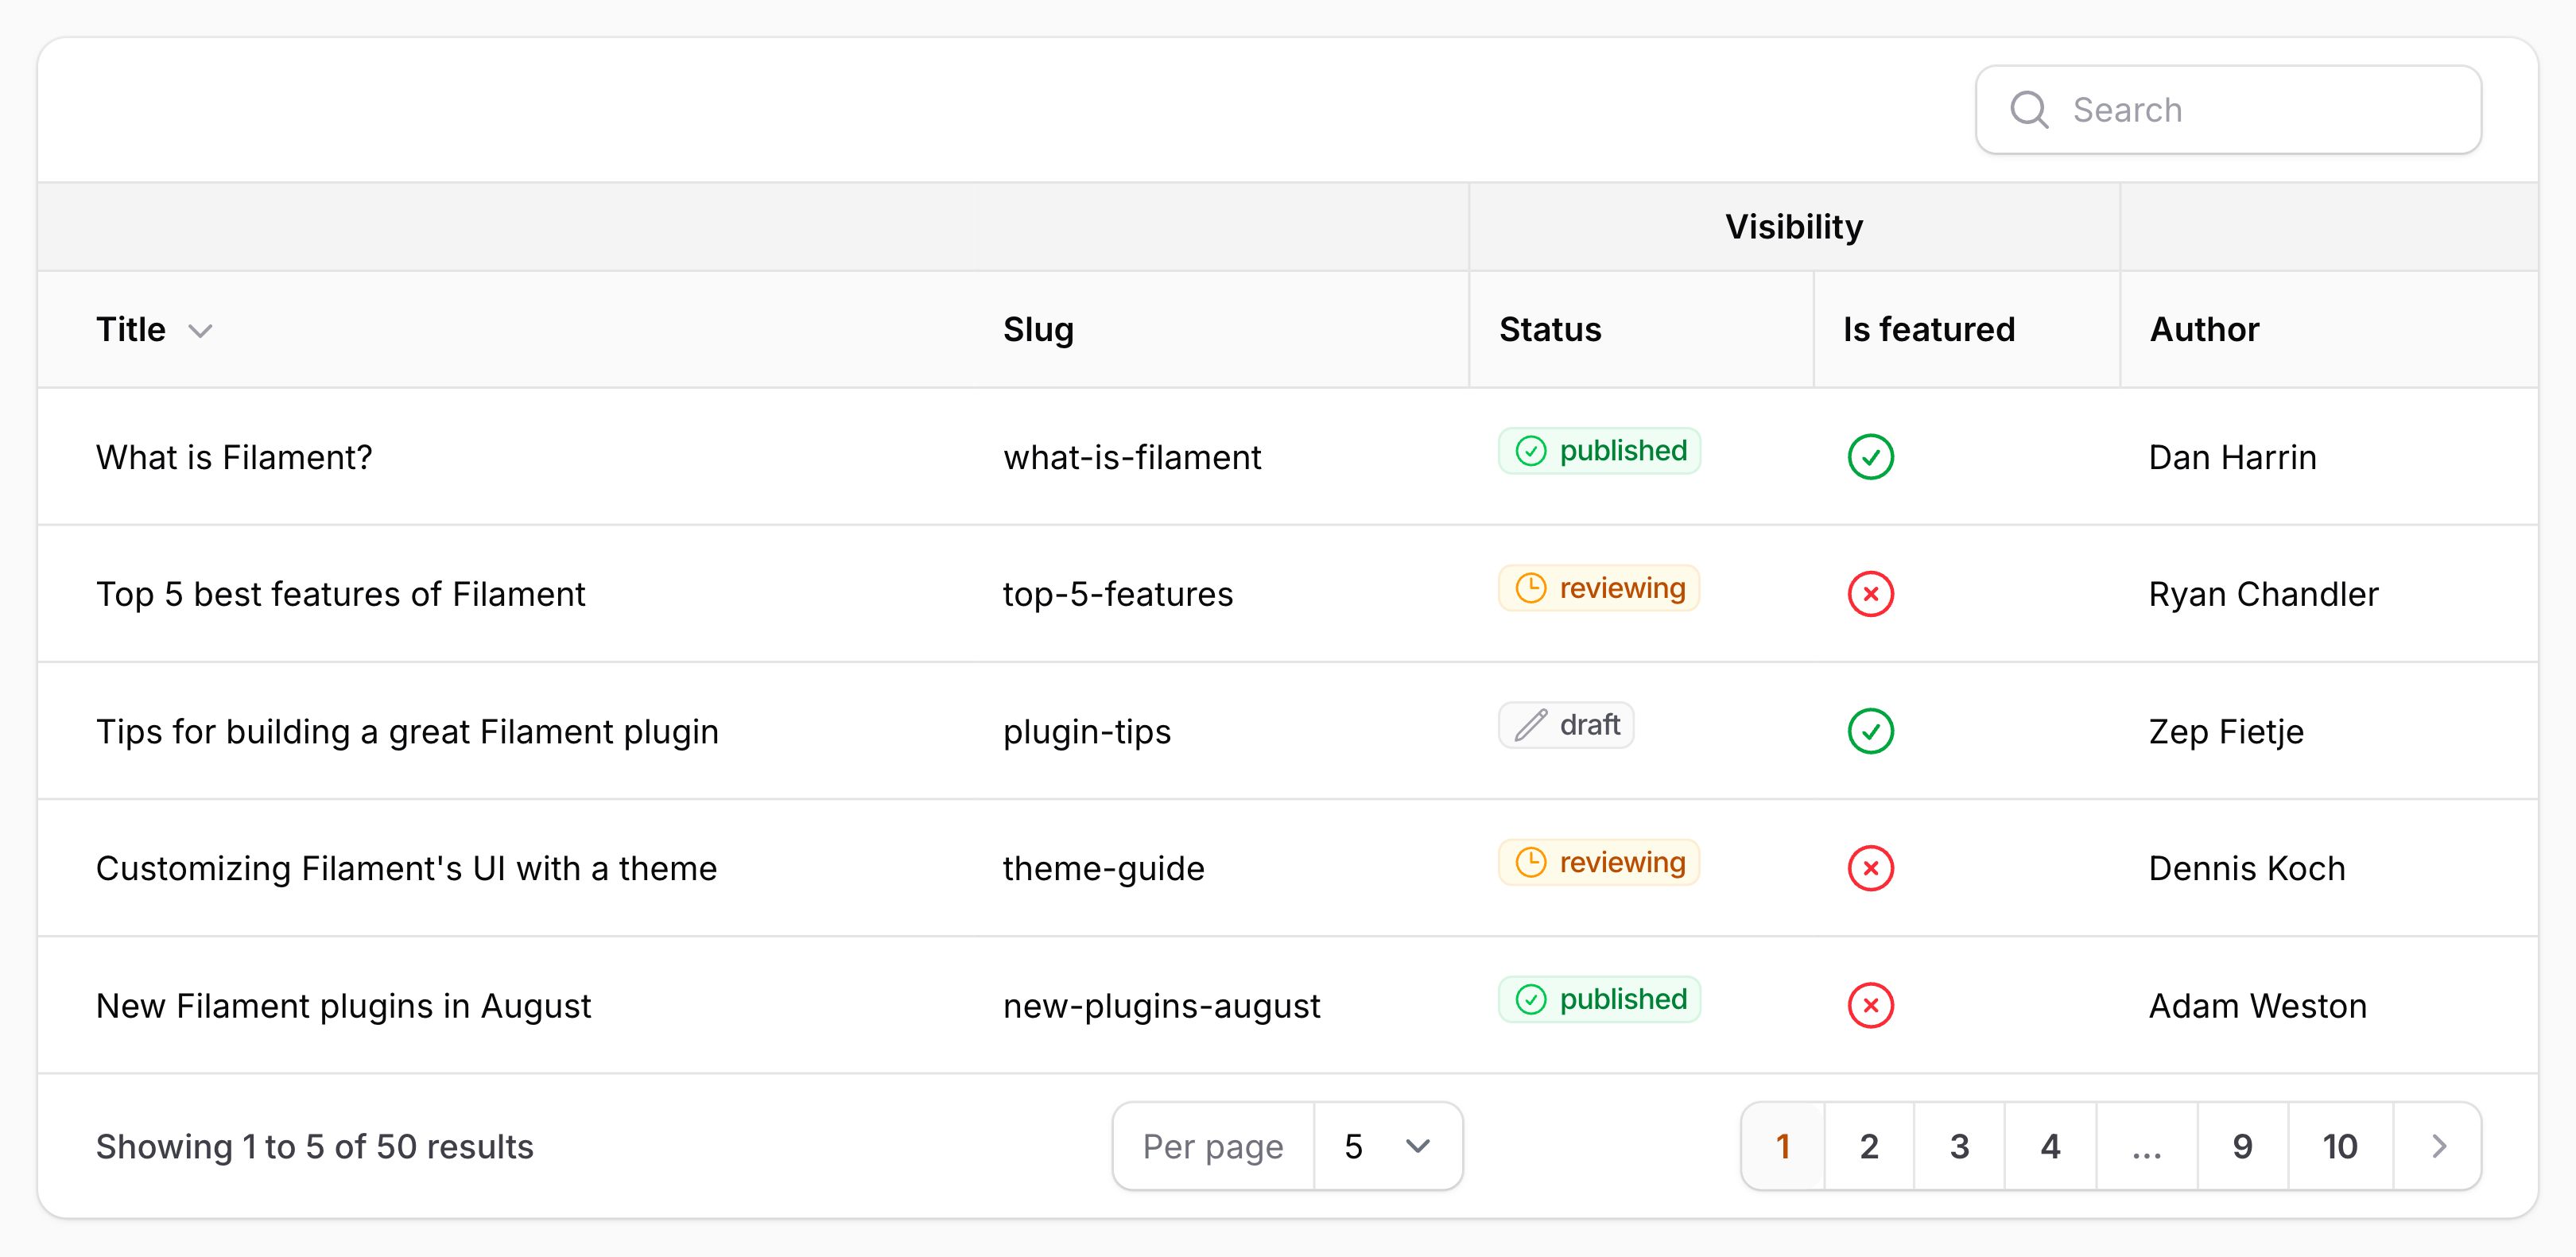 Search
Visibility
Title Slug Status Is featured Author
What is Filament? what-is-filament published Dan Harrin
Top 5 best features of Filament top-5-features reviewing Ryan Chandler
Tips for building a great Filament plugin plugin-tips draft Zep Fietje
Customizing Filament's UI with a theme theme-guide reviewing Dennis Koch
New Filament plugins in August new-plugins-august published Adam Weston
Showing 1 to 5 of 50 results Per page 5 1 2 3 4 ... 9 10